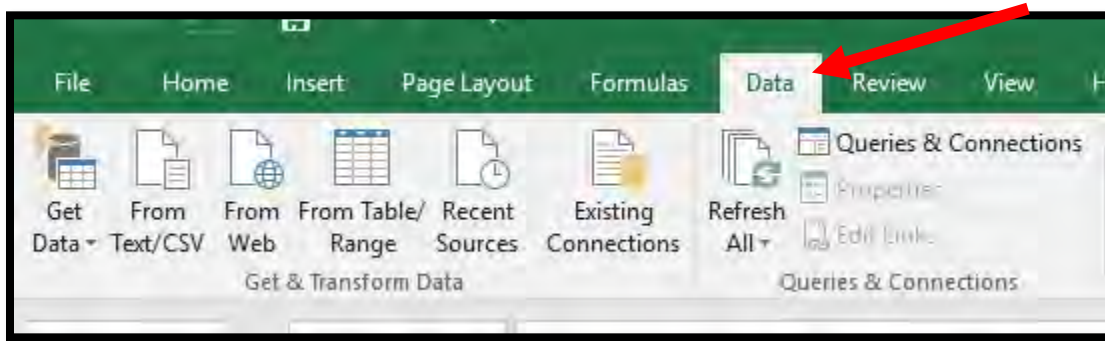 File Home Insert Page Layout Formulas Data Review View H
Get Data
From Text/CSV
From Web
From Table/ Range
Recent Sources
Existing Connections
Refresh All
Queries & Connections
Properties
Edit Links
Get & Transform Data
Queries & Connections